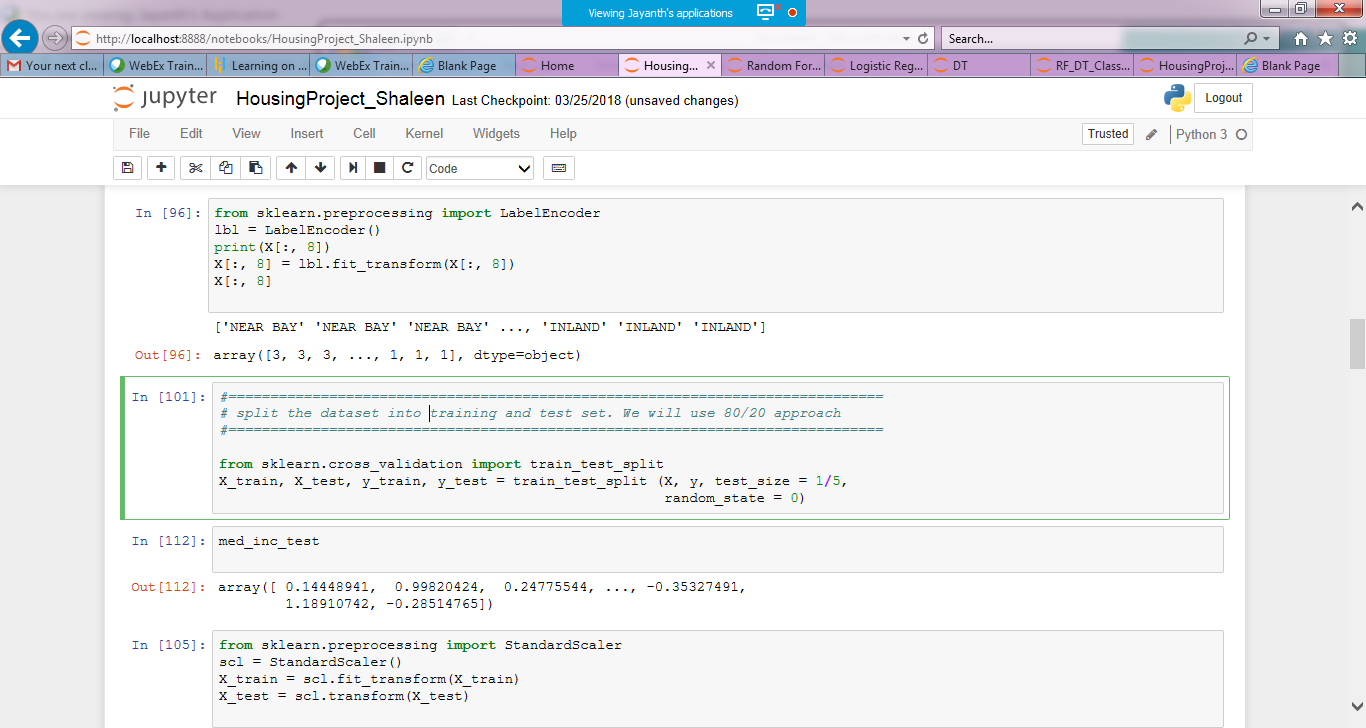 Viewing Jayanth's applications
http://localhost:8888/notebooks/HousingProject_Shaleen.ipynb
Search...
Your next cl... WebEx Train... Learning on ... WebEx Train... Blank Page Home Housing... Random For... Logistic Reg... DT RF_DT_Class... HousingProj... Blank Page
jupyter HousingProject_Shaleen Last Checkpoint: 03/25/2018 (unsaved changes) Logout
File Edit View Insert Cell Kernel Widgets Help Trusted Python 3
Code
In [96]: from sklearn.preprocessing import LabelEncoder
lbl = LabelEncoder()
print(X[:, 8])
X[:, 8] = lbl.fit_transform(X[:, 8])
X[:, 8]
['NEAR BAY' 'NEAR BAY' 'NEAR BAY' ..., 'INLAND' 'INLAND' 'INLAND']
Out[96]: array([3, 3, 3, ..., 1, 1, 1], dtype=object)
In [101]: #==============================================================================
# split the dataset into training and test set. We will use 80/20 approach
#==============================================================================
from sklearn.cross_validation import train_test_split
X_train, X_test, y_train, y_test = train_test_split (X, y, test_size = 1/5,
random_state = 0)
In [112]: med_inc_test
Out[112]: array([ 0.14448941, 0.99820424, 0.24775544, ..., -0.35327491,
1.18910742, -0.28514765])
In [105]: from sklearn.preprocessing import StandardScaler
scl = StandardScaler()
X_train = scl.fit_transform(X_train)
X_test = scl.transform(X_test)